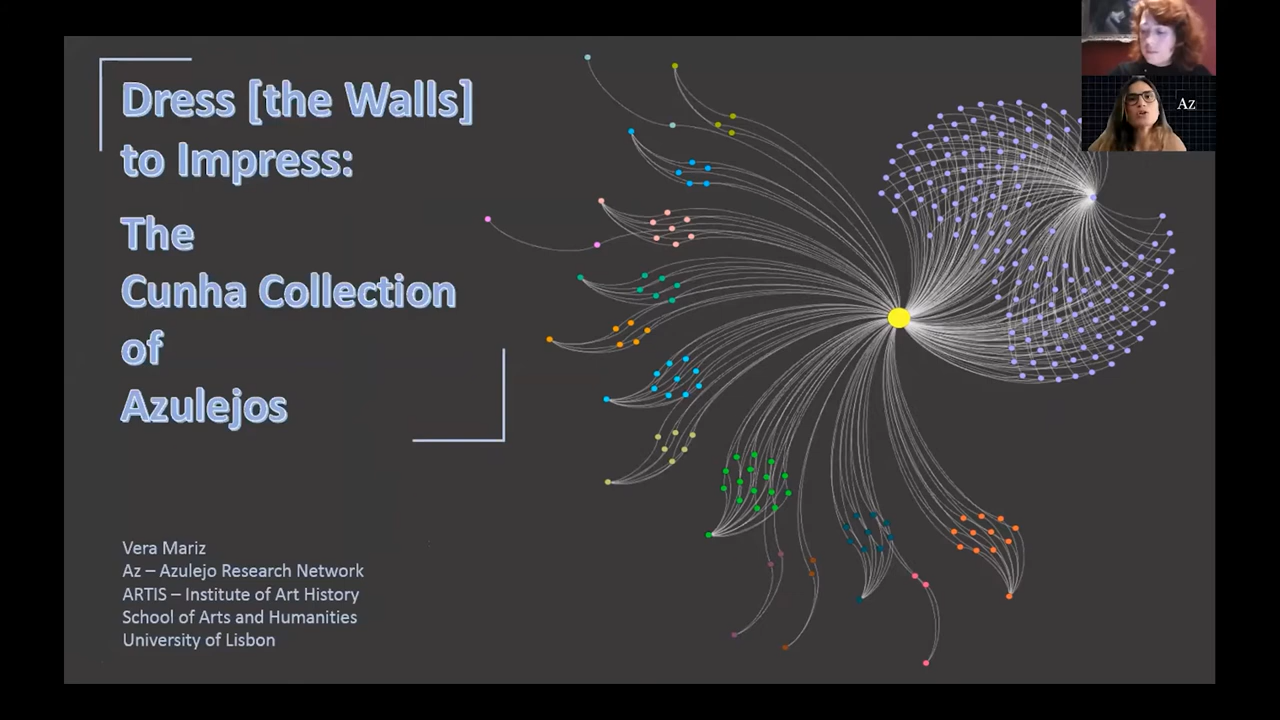 Dress [the Walls]
to Impress:
The
Cunha Collection
of
Azulejos
Vera Mariz
Az – Azulejo Research Network
ARTIS – Institute of Art History
School of Arts and Humanities
University of Lisbon
Az